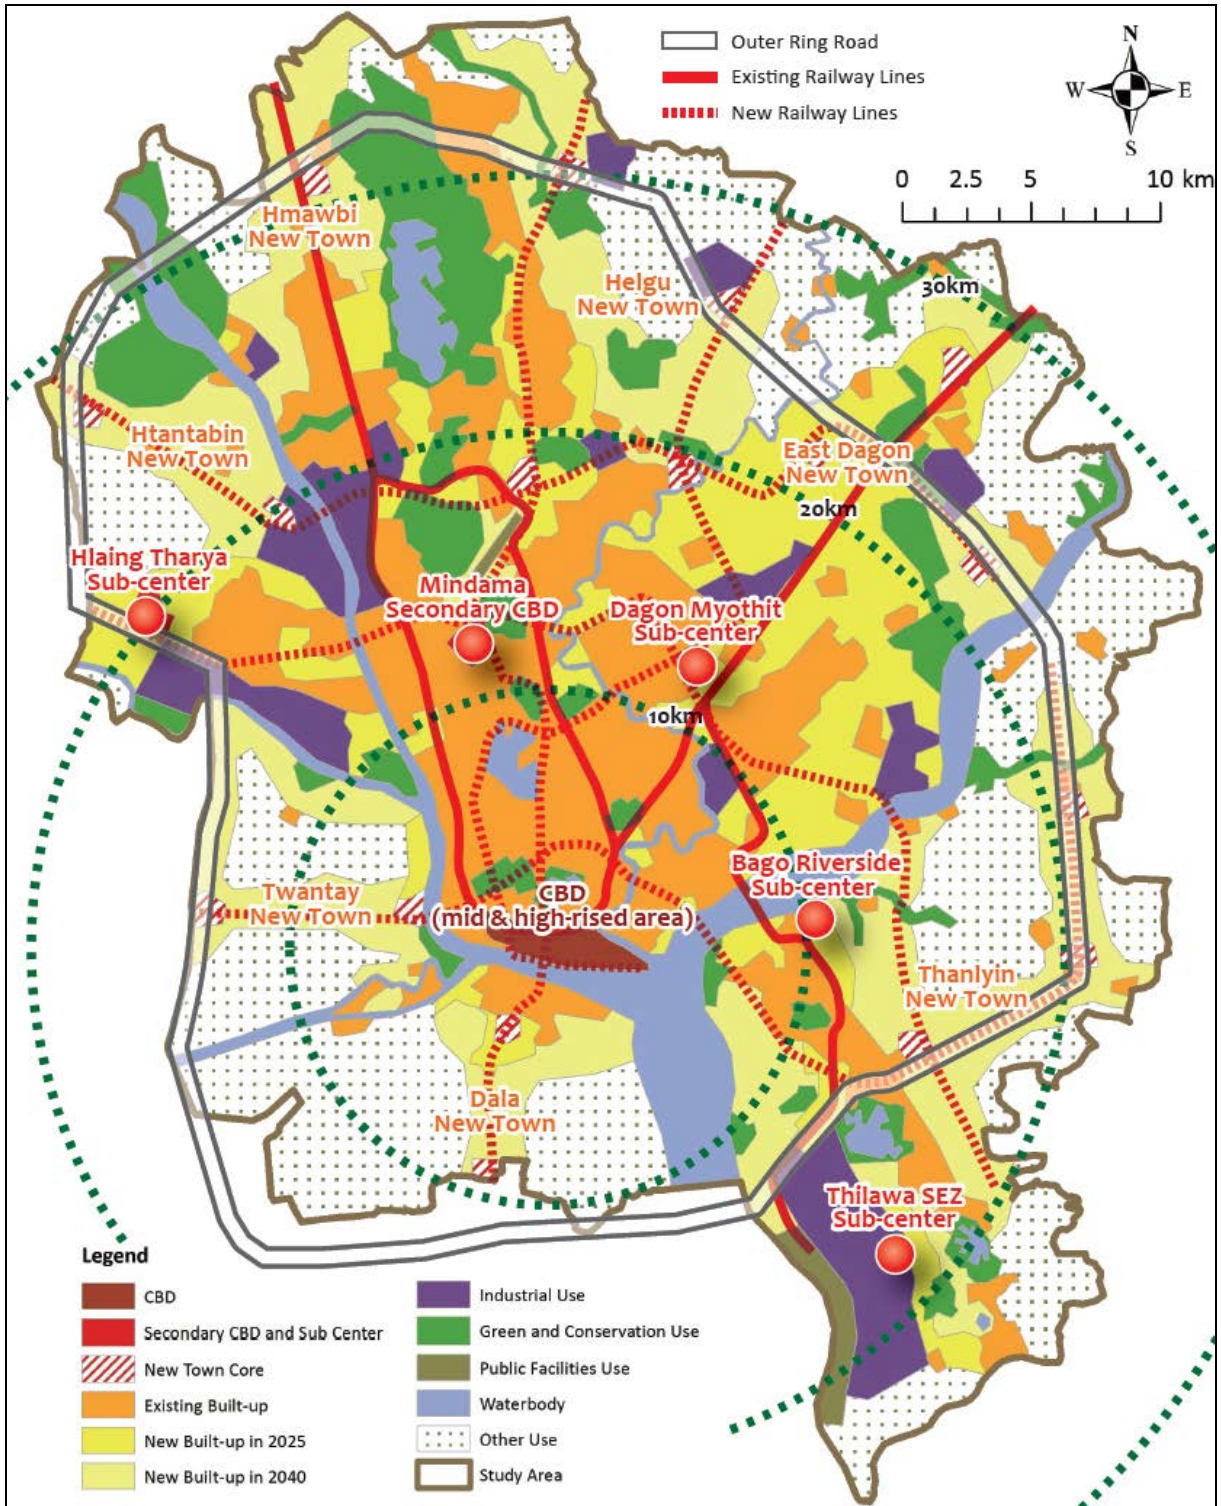 Outer Ring Road
Existing Railway Lines
New Railway Lines
N
W E
S
0 2.5 5 10 km
Hmawbi
New Town
Helgu
New Town
30km
Htantabin
New Town
East Dagon
New Town
20km
Hlaing Tharya
Sub-center
Mindama
Secondary CBD
Dagon Myothit
Sub-center
10km
Bago Riverside
Sub-center
Twantay
New Town
CBD
(mid & high-rised area)
Thanlyin
New Town
Dala
New Town
Thilawa SEZ
Sub-center
Legend
CBD
Secondary CBD and Sub Center
New Town Core
Existing Built-up
New Built-up in 2025
New Built-up in 2040
Industrial Use
Green and Conservation Use
Public Facilities Use
Waterbody
Other Use
Study Area